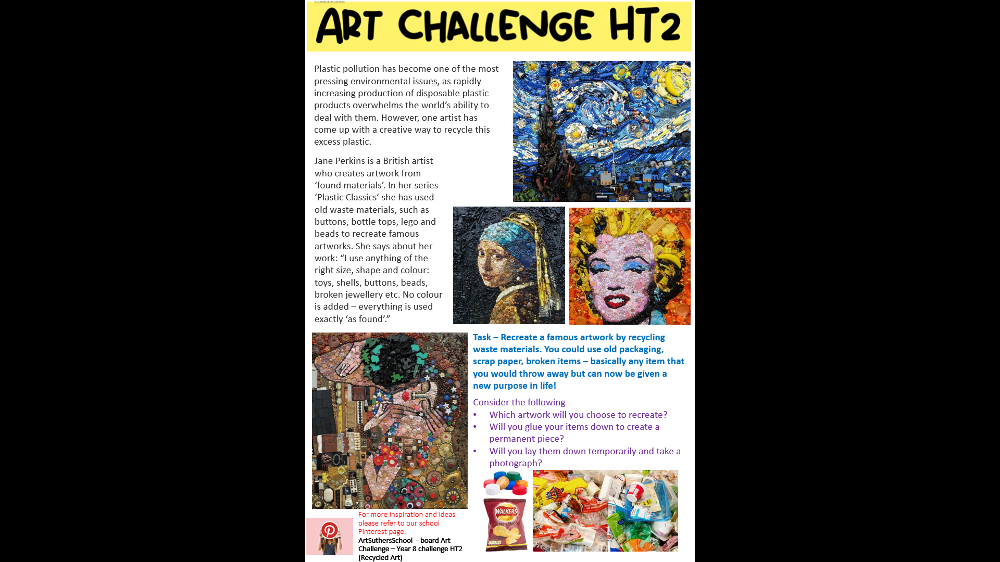 ART CHALLENGE HT2
Plastic pollution has become one of the most
pressing environmental issues, as rapidly
increasing production of disposable plastic
products overwhelms the world's ability to
deal with them. However, one artist has
come up with a creative way to recycle this
excess plastic.
Jane Perkins is a British artist
who creates artwork from
'found materials'. In her series
'Plastic Classics' she has used
old waste materials, such as
buttons, bottle tops, lego and
beads to recreate famous
artworks. She says about her
work: “I use anything of the
right size, shape and colour:
toys, shells, buttons, beads,
broken jewellery etc. No colour
is added – everything is used
exactly 'as found'.”
Task – Recreate a famous artwork by recycling
waste materials. You could use old packaging,
scrap paper, broken items – basically any item that
you would throw away but can now be given a
new purpose in life!
Consider the following -
• Which artwork will you choose to recreate?
• Will you glue your items down to create a
permanent piece?
• Will you lay them down temporarily and take a
photograph?
WALKERS
For more inspiration and ideas
please refer to our school
Pinterest page.
ArtSuthersSchool - board Art
Challenge – Year 8 challenge HT2
(Recycled Art)